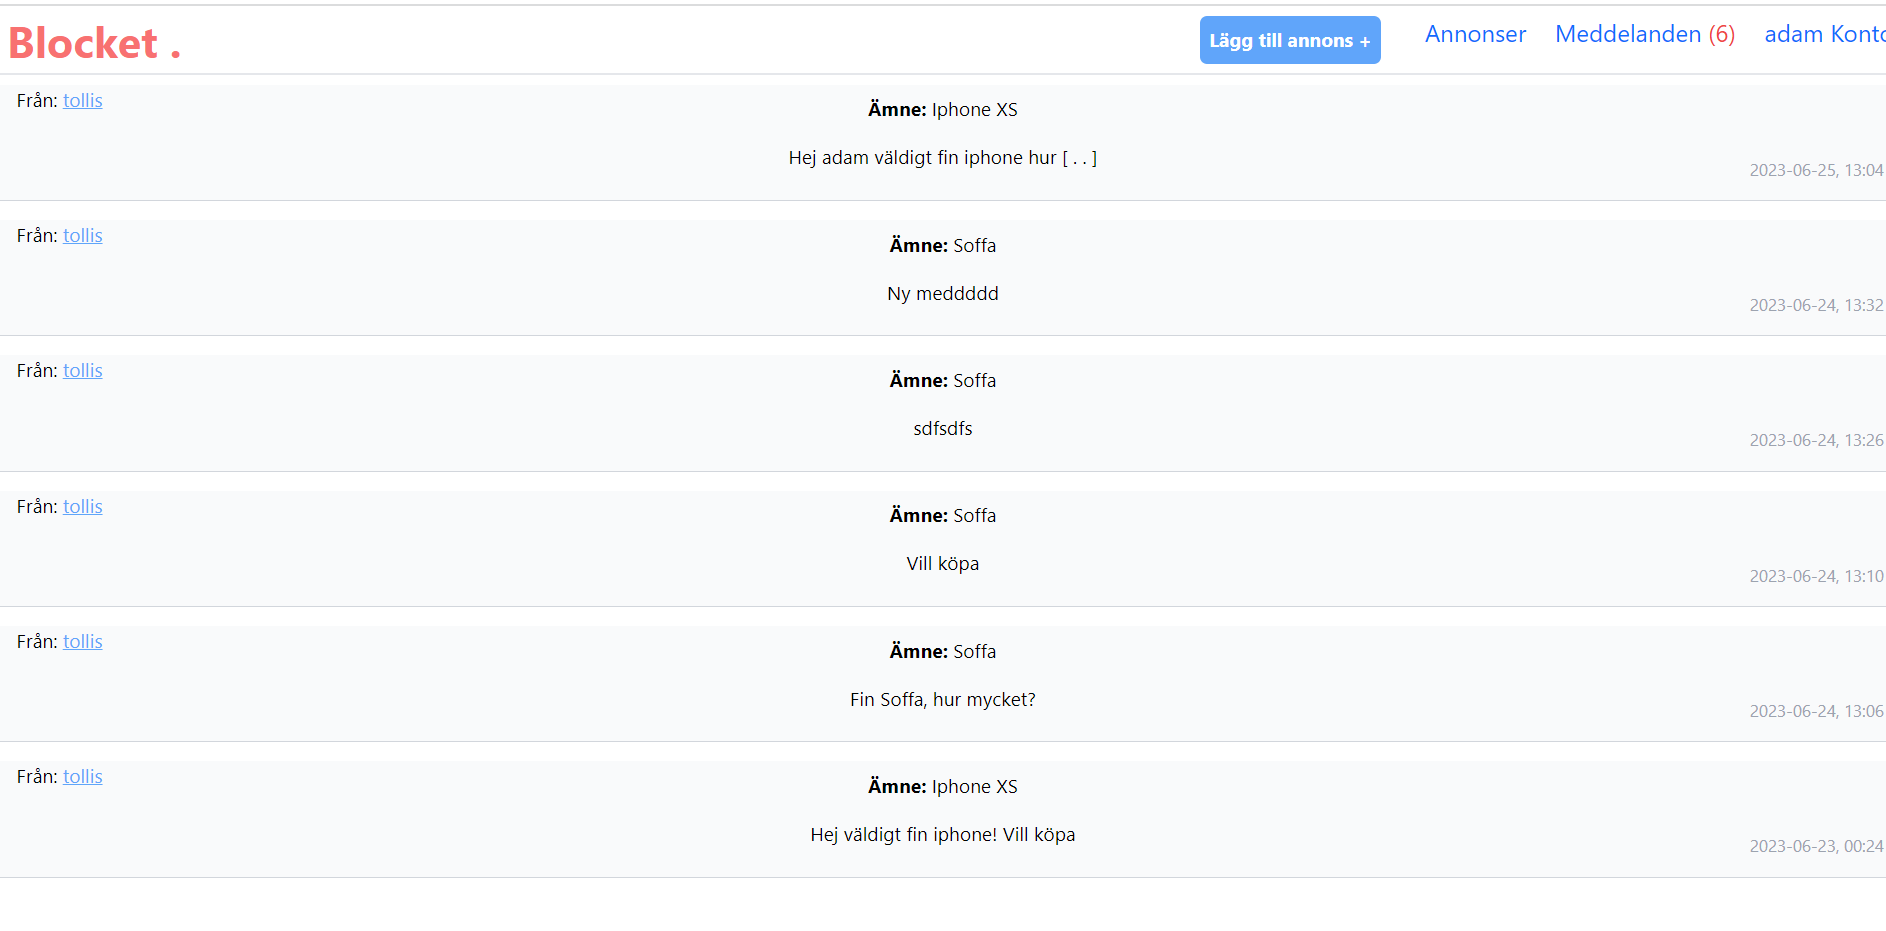 Blocket .
Lägg till annons +
Annonser
Meddelanden (6)
adam Konto
Från: tollis
Ämne: Iphone XS
Hej adam väldigt fin iphone hur [ . . ]
2023-06-25, 13:04
Från: tollis
Ämne: Soffa
Ny meddddd
2023-06-24, 13:32
Från: tollis
Ämne: Soffa
sdfsdfs
2023-06-24, 13:26
Från: tollis
Ämne: Soffa
Vill köpa
2023-06-24, 13:10
Från: tollis
Ämne: Soffa
Fin Soffa, hur mycket?
2023-06-24, 13:06
Från: tollis
Ämne: Iphone XS
Hej väldigt fin iphone! Vill köpa
2023-06-23, 00:24